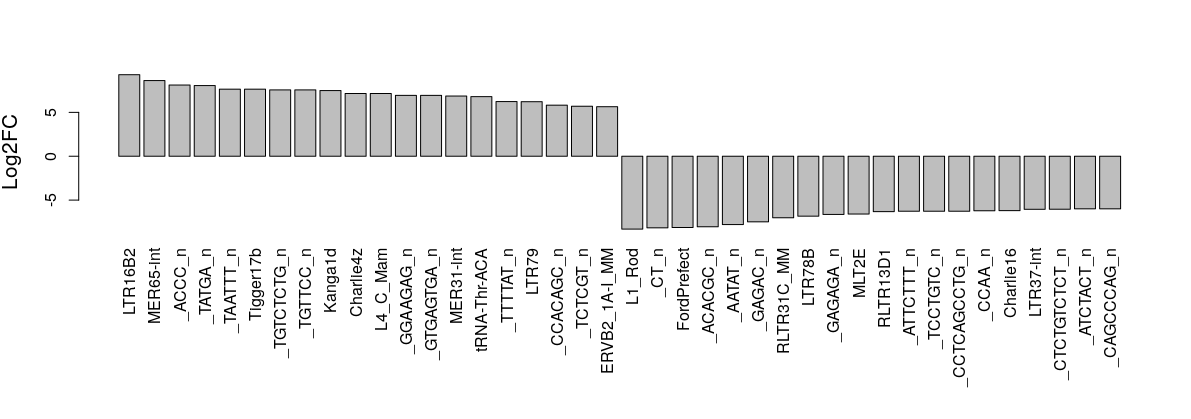 Log2FC
5
0
-5
LTR16B2
MER65-int
_ACCC_n
_TATGA_n
_TAATTT_n
Tigger17b
_TGTCTCTG_n
_TGTTCC_n
Kanga1d
Charlie4z
L4_C_Mam
_GGAAGAG_n
_GTGAGTGA_n
MER31-int
tRNA-Thr-ACA
_TTTTAT_n
LTR79
_CCACAGC_n
_TCTCGT_n
ERVB2_1A-I_MM
L1_Rod
_CT_n
FordPrefect
_ACACGC_n
_AATAT_n
_GAGAC_n
RLTR31C_MM
LTR78B
_GAGAGA_n
MLT2E
RLTR13D1
_ATTCTTT_n
_TCCTGTC_n
_CCTCAGCCTG_n
_CCAA_n
Charlie16
LTR37-int
_CTCTGTCTCT_n
_ATCTACT_n
_CAGCCCAG_n